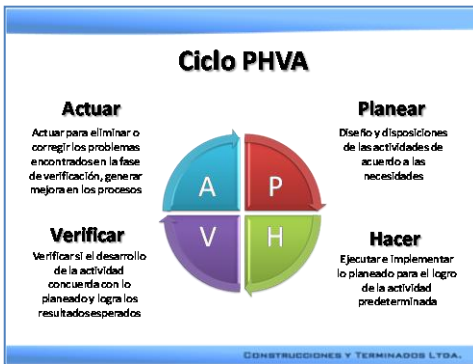 Ciclo PHVA
Actuar
Actuar para eliminar o
corregir los problemas
encontrados en la fase
de verificación, generar
mejora en los procesos
Planear
Diseño y disposiciones
de las actividades de
acuerdo a las
necesidades
A
P
V
H
Verificar
Verificar si el desarrollo
de la actividad
concuerda con lo
planeado y logra los
resultados esperados
Hacer
Ejecutar e implementar
lo planeado para el logro
de la actividad
predeterminada
CONSTRUCCIONES Y TERMINADOS LTDA.